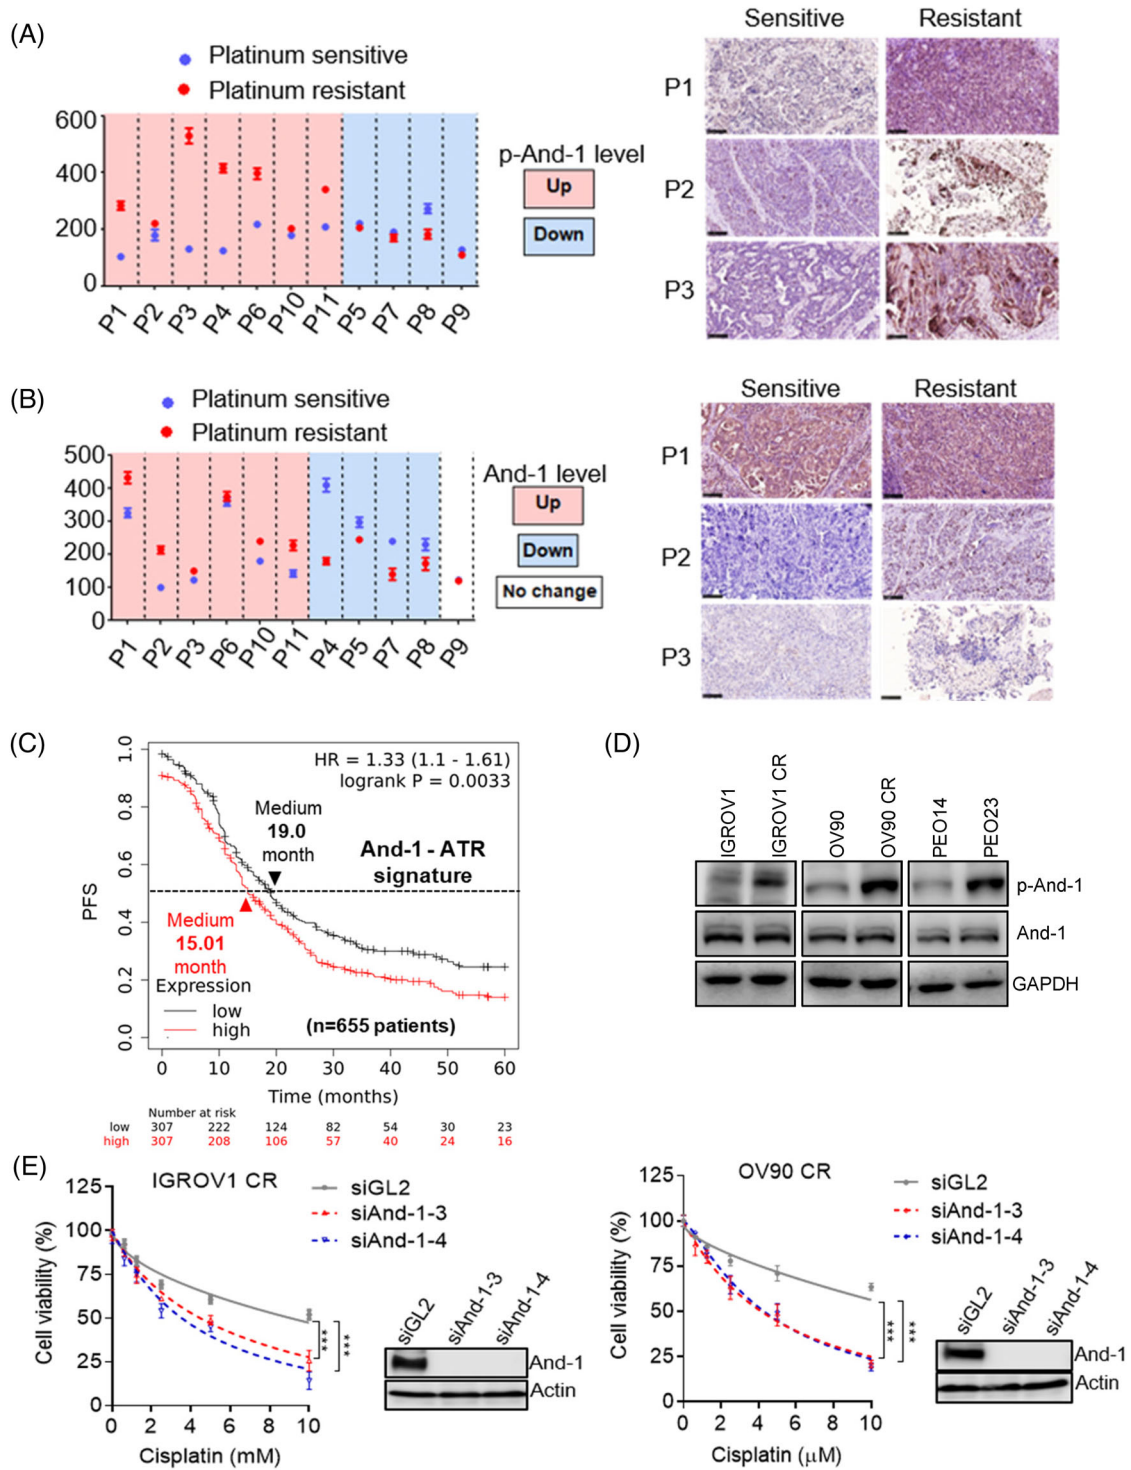 (A)
Platinum sensitive
Platinum resistant
600
400
200
0
P1 P2 P3 P4 P6 P10 P11 P5 P7 P8 P9
p-And-1 level
Up
Down
Sensitive Resistant
P1
P2
P3
(B)
Platinum sensitive
Platinum resistant
500
400
300
200
100
0
P1 P2 P3 P6 P10 P11 P4 P5 P7 P8 P9
And-1 level
Up
Down
No change
Sensitive Resistant
P1
P2
P3
(C)
HR = 1.33 (1.1 - 1.61)
logrank P = 0.0033
Medium
19.0
month
And-1 - ATR
signature
Medium
15.01
month
Expression
low
high
(n=655 patients)
PFS
1.0
0.8
0.6
0.4
0.2
0.0
0 10 20 30 40 50 60
Time (months)
Number at risk
low 307 222 124 82 54 30 23
high 307 208 106 57 40 24 16
(D)
IGROV1 IGROV1 CR OV90 OV90 CR PEO14 PEO23
p-And-1
And-1
GAPDH
(E)
IGROV1 CR
siGL2
siAnd-1-3
siAnd-1-4
Cell viability (%)
125
100
75
50
25
0
0 2 4 6 8 10
Cisplatin (mM)
*** ***
siGL2 siAnd-1-3 siAnd-1-4
And-1
Actin
OV90 CR
siGL2
siAnd-1-3
siAnd-1-4
Cell viability (%)
125
100
75
50
25
0
0 2 4 6 8 10
Cisplatin (μM)
*** ***
siGL2 siAnd-1-3 siAnd-1-4
And-1
Actin